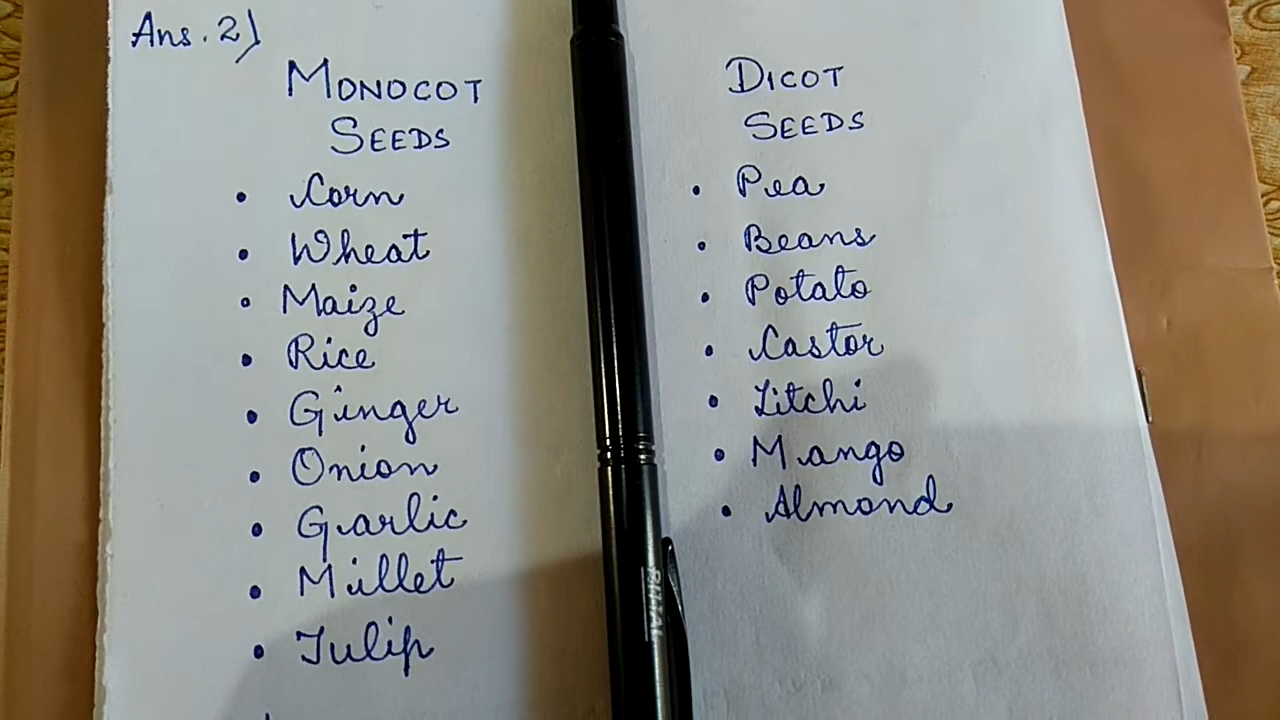 Ans. 2)
MONOCOT
SEEDS
• Corn
• Wheat
• Maize
• Rice
• Ginger
• Onion
• Garlic
• Millet
• Tulip
DICOT
SEEDS
• Pea
• Beans
• Potato
• Castor
• Litchi
• Mango
• Almond